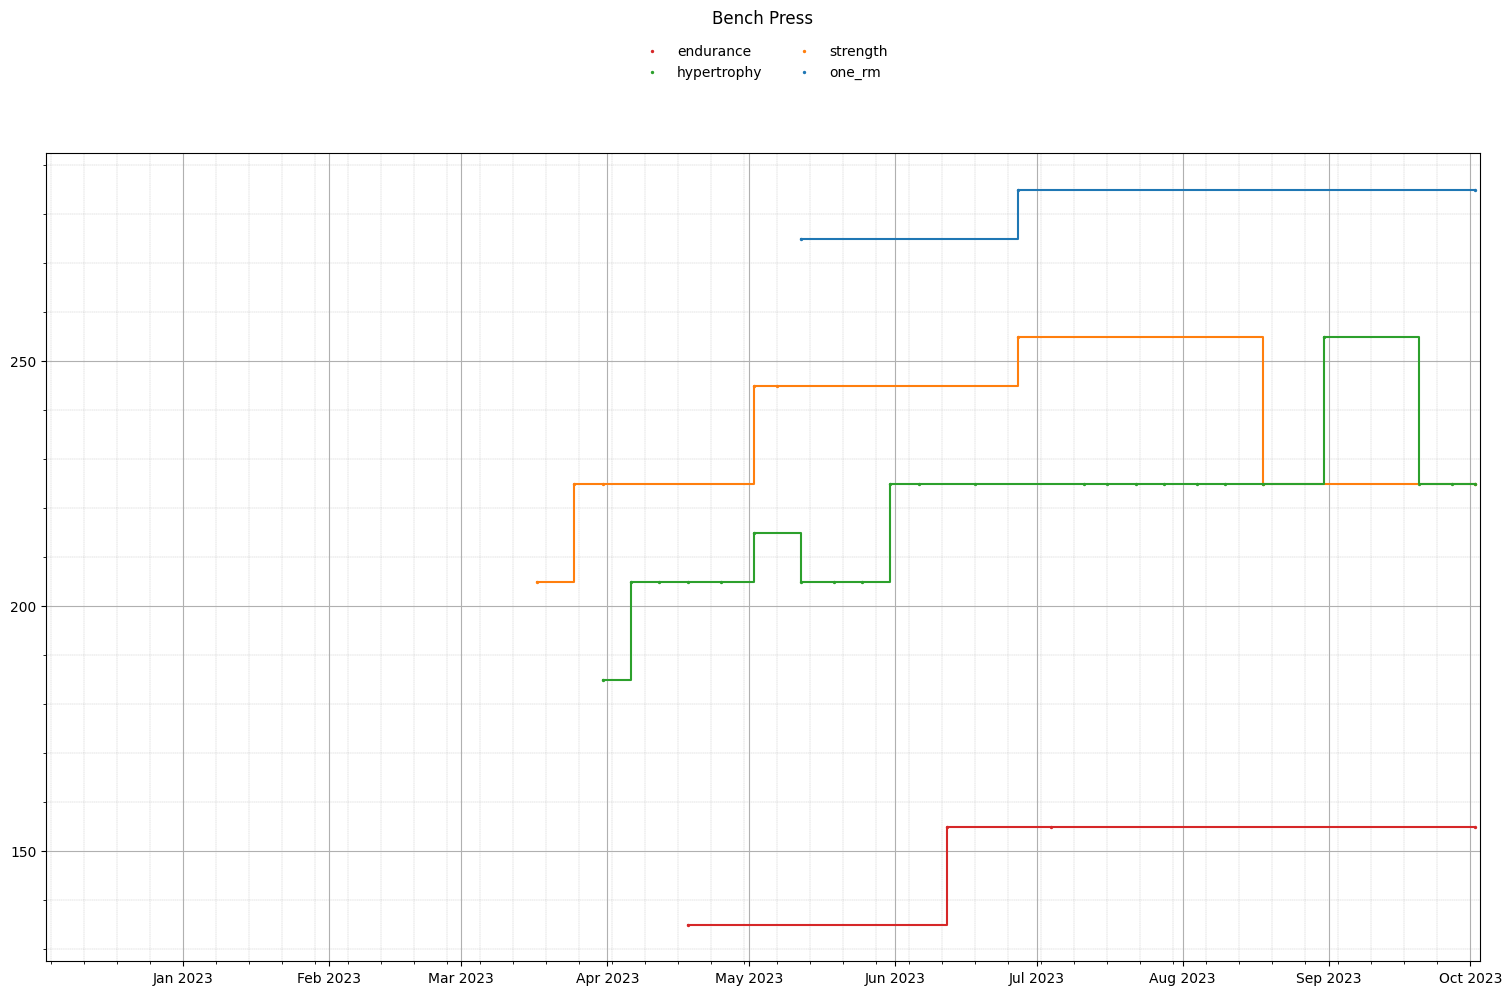 Bench Press
endurance strength
hypertrophy one_rm
250
200
150
Jan 2023 Feb 2023 Mar 2023 Apr 2023 May 2023 Jun 2023 Jul 2023 Aug 2023 Sep 2023 Oct 2023